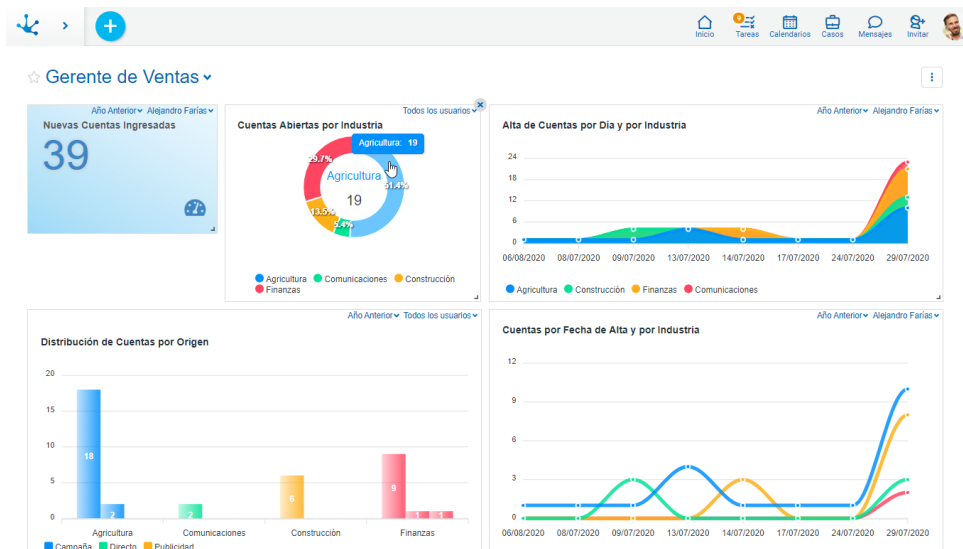 9
Inicio Tareas Calendarios Casos Mensajes Invitar
Gerente de Ventas
Año Anterior Alejandro Farías
Nuevas Cuentas Ingresadas
39
Todos los usuarios
Cuentas Abiertas por Industria
Agricultura: 19
29.7%
Agricultura
51.4%
19
13.5%
5.4%
Agricultura Comunicaciones Construcción
Finanzas
Año Anterior Alejandro Farías
Alta de Cuentas por Día y por Industria
24
18
12
6
0
06/08/2020 08/07/2020 09/07/2020 13/07/2020 14/07/2020 17/07/2020 24/07/2020 29/07/2020
Agricultura Construcción Finanzas Comunicaciones
Año Anterior Todos los usuarios
Distribución de Cuentas por Origen
20
15
10
5
0
18
2
2
6
9
1 1
Agricultura Comunicaciones Construcción Finanzas
Campaña Directo Publicidad
Año Anterior Alejandro Farías
Cuentas por Fecha de Alta y por Industria
12
9
6
3
0
06/08/2020 08/07/2020 09/07/2020 13/07/2020 14/07/2020 17/07/2020 24/07/2020 29/07/2020